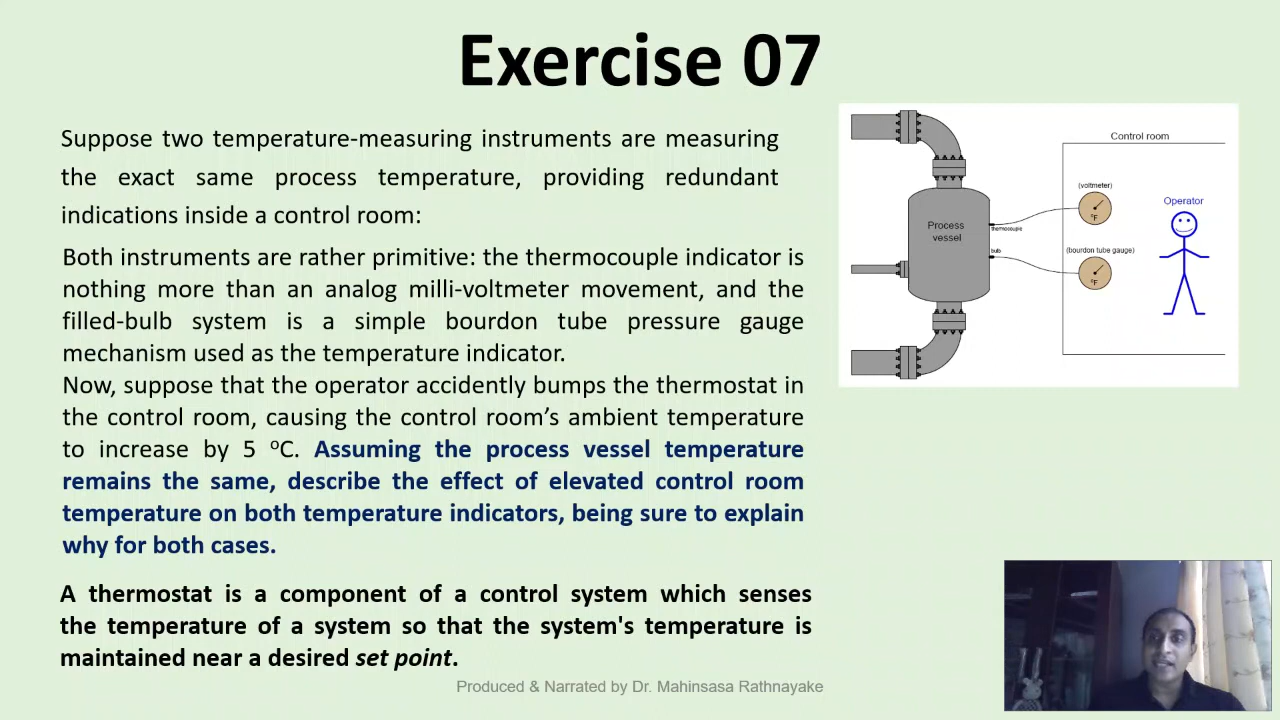 Exercise 07
Suppose two temperature-measuring instruments are measuring
the exact same process temperature, providing redundant
indications inside a control room:
Both instruments are rather primitive: the thermocouple indicator is
nothing more than an analog milli-voltmeter movement, and the
filled-bulb system is a simple bourdon tube pressure gauge
mechanism used as the temperature indicator.
Now, suppose that the operator accidently bumps the thermostat in
the control room, causing the control room’s ambient temperature
to increase by 5 ºC. Assuming the process vessel temperature
remains the same, describe the effect of elevated control room
temperature on both temperature indicators, being sure to explain
why for both cases.
A thermostat is a component of a control system which senses
the temperature of a system so that the system's temperature is
maintained near a desired set point.
Produced & Narrated by Dr. Mahinsasa Rathnayake
Control room
(voltmeter)
°F
Operator
Process
vessel
thermocouple
bulb
(bourdon tube gauge)
°F